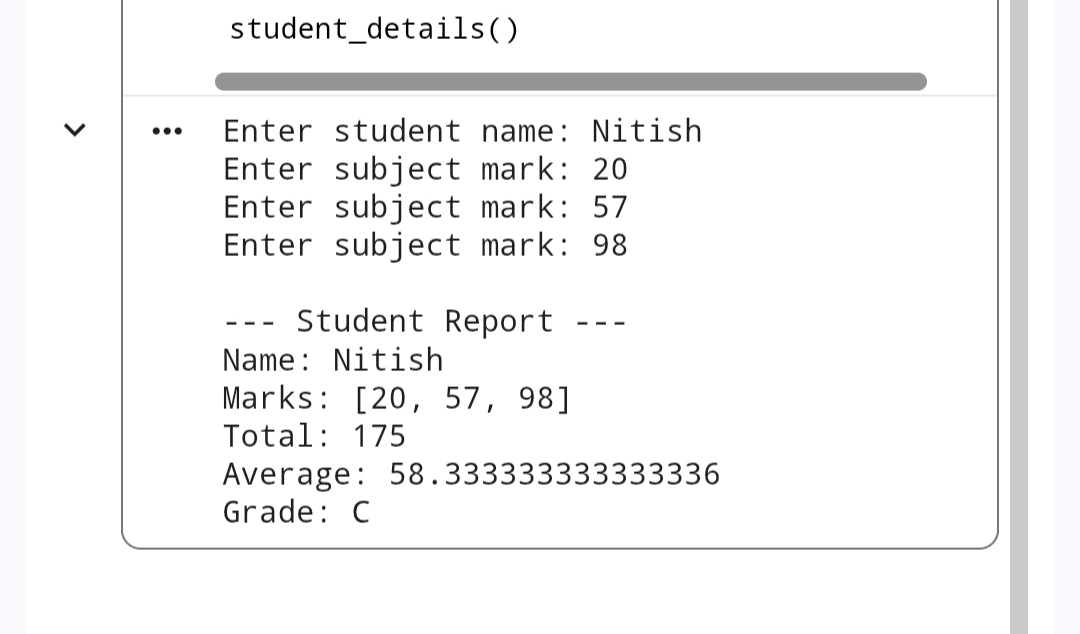 student_details()
Enter student name: Nitish
Enter subject mark: 20
Enter subject mark: 57
Enter subject mark: 98
--- Student Report ---
Name: Nitish
Marks: [20, 57, 98]
Total: 175
Average: 58.333333333333336
Grade: C